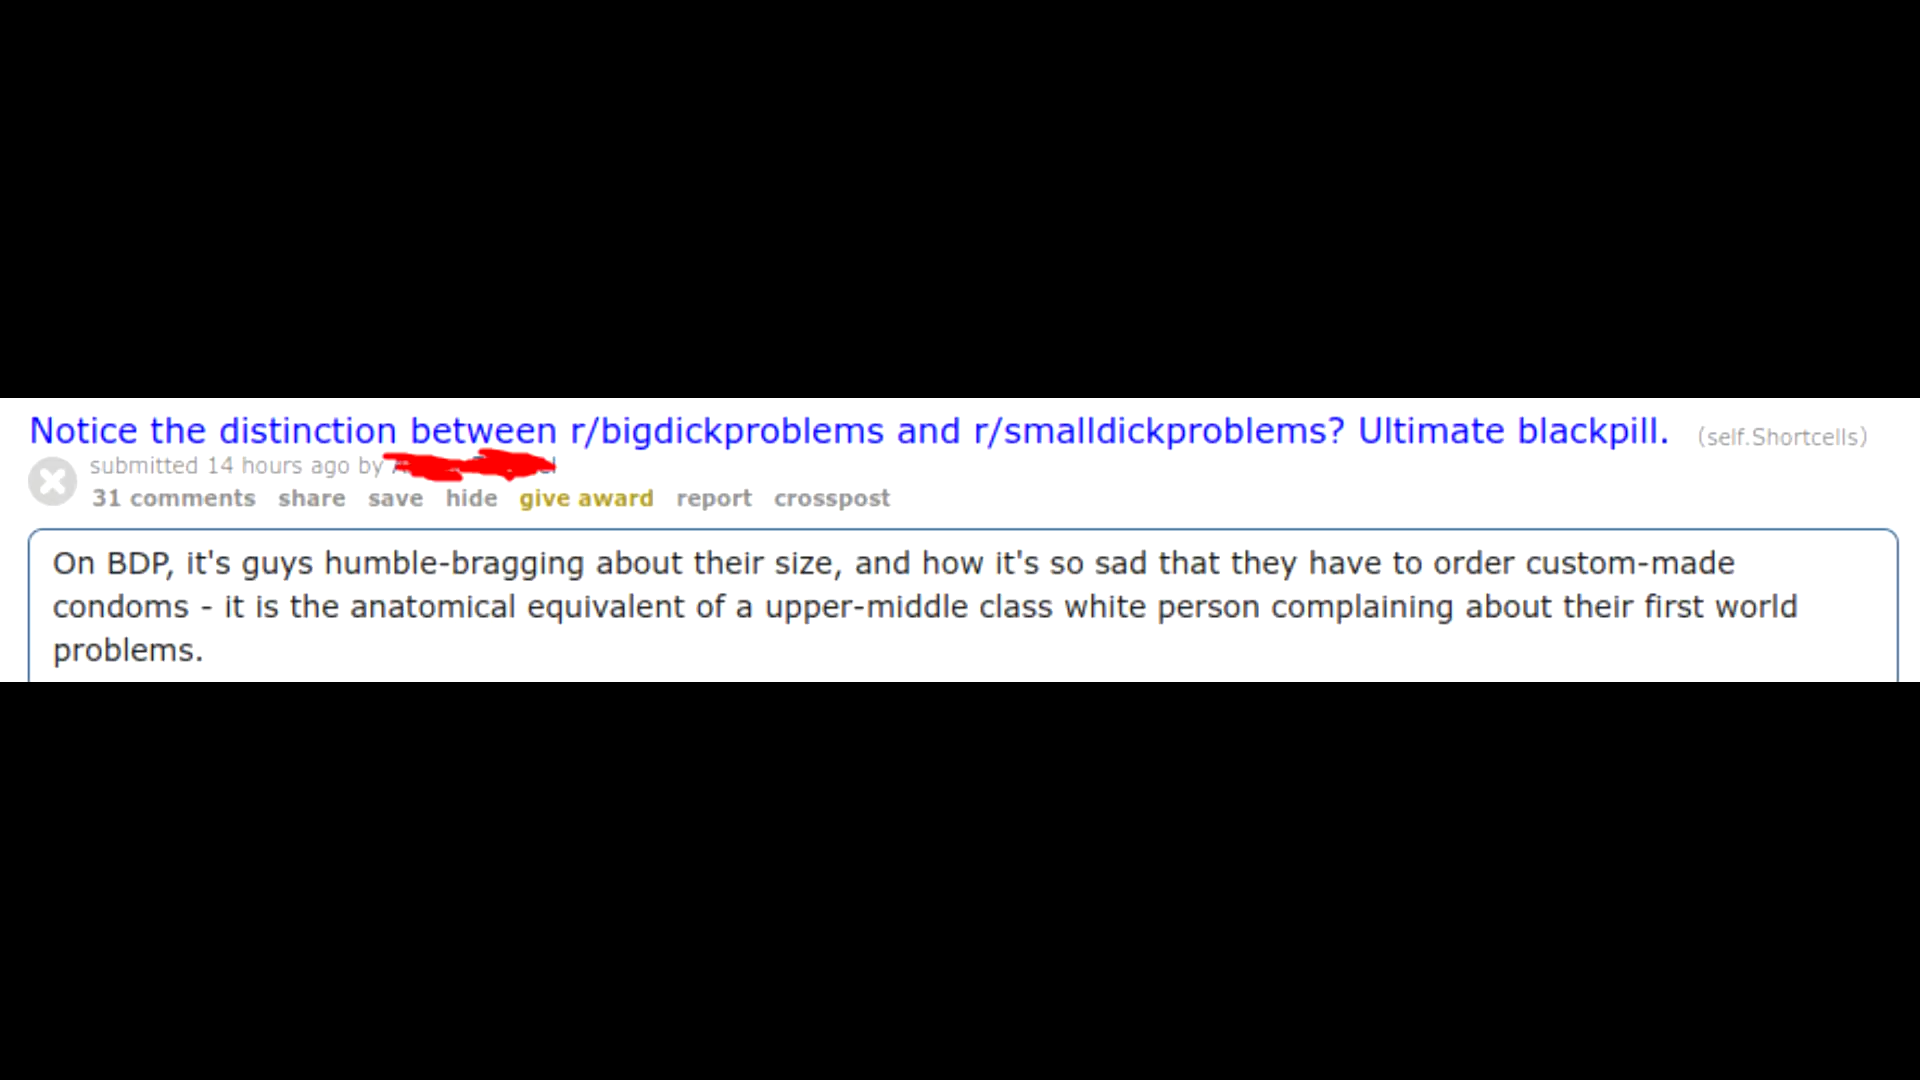 Notice the distinction between r/bigdickproblems and r/smalldickproblems? Ultimate blackpill. (self.Shortcells)
submitted 14 hours ago by
31 comments share save hide give award report crosspost
On BDP, it's guys humble-bragging about their size, and how it's so sad that they have to order custom-made
condoms - it is the anatomical equivalent of a upper-middle class white person complaining about their first world
problems.